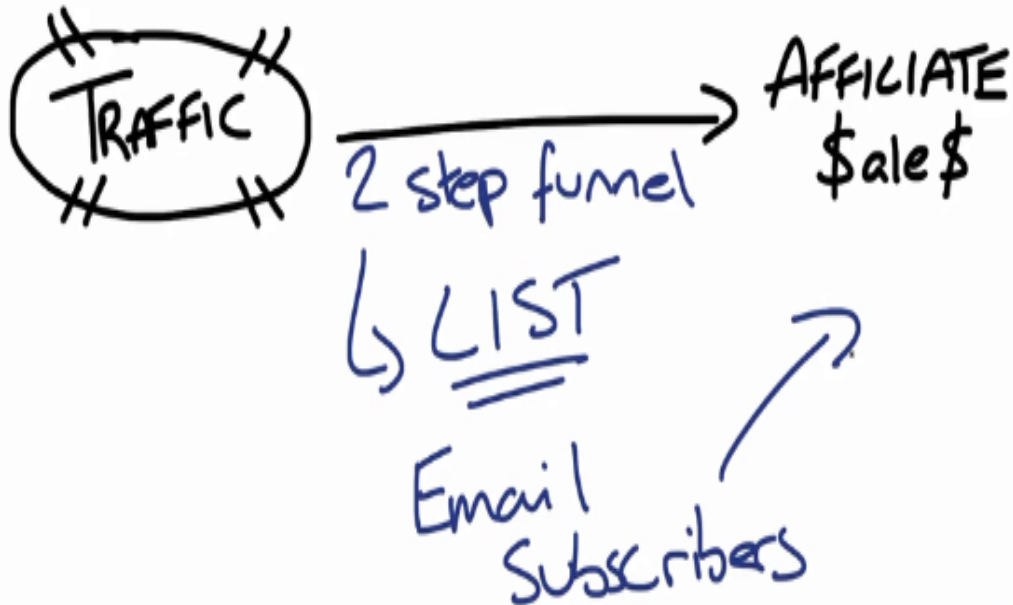 TRAFFIC
AFFILIATE
$ale$
2 step funnel
LIST
Email
Subscribers